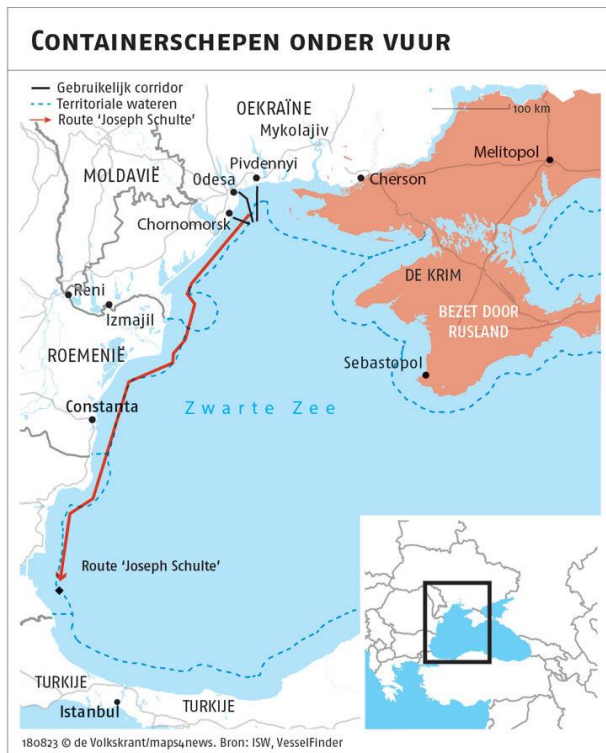 CONTAINERSCHEPEN ONDER VUUR
Gebruikelijk corridor
Territoriale wateren
Route 'Joseph Schulte'
OEKRAÏNE
Mykolajiv
100 km
Pivdennyi
Melitopol
MOLDAVIË
Odesa
Cherson
Chornomorsk
DE KRIM
Reni
Izmajil
BEZET DOOR
RUSLAND
ROEMENIË
Sebastopol
Constanta
Zwarte Zee
Route 'Joseph Schulte'
TURKIJE
Istanbul
TURKIJE
180823 © de Volkskrant/maps4news. Bron: ISW, VesselFinder